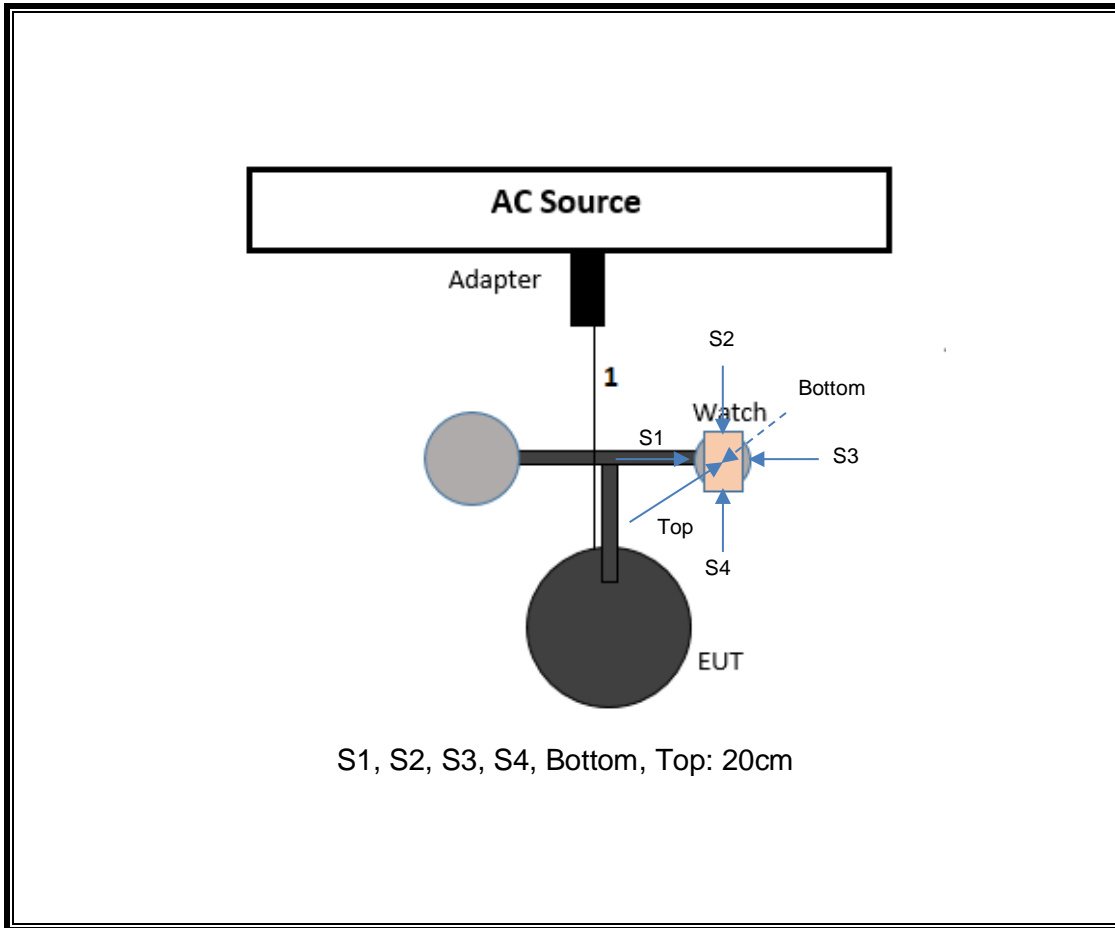 AC Source
Adapter
S2
1
Bottom
Watch
S1
S3
Top
S4
EUT
S1, S2, S3, S4, Bottom, Top: 20cm